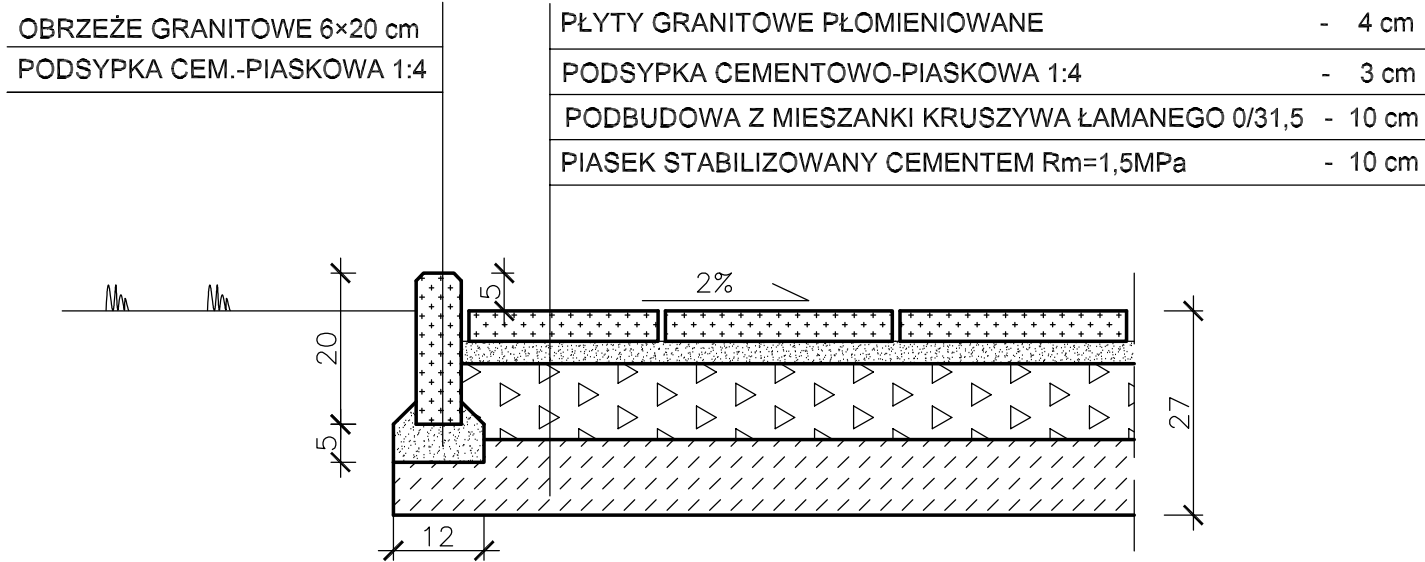 OBRZEŻE GRANITOWE 6×20 cm
PODSYPKA CEM.-PIASKOWA 1:4
PŁYTY GRANITOWE PŁOMIENIOWANE - 4 cm
PODSYPKA CEMENTOWO-PIASKOWA 1:4 - 3 cm
PODBUDOWA Z MIESZANKI KRUSZYWA ŁAMANEGO 0/31,5 - 10 cm
PIASEK STABILIZOWANY CEMENTEM Rm=1,5MPa - 10 cm
5
2%
20
27
5
12